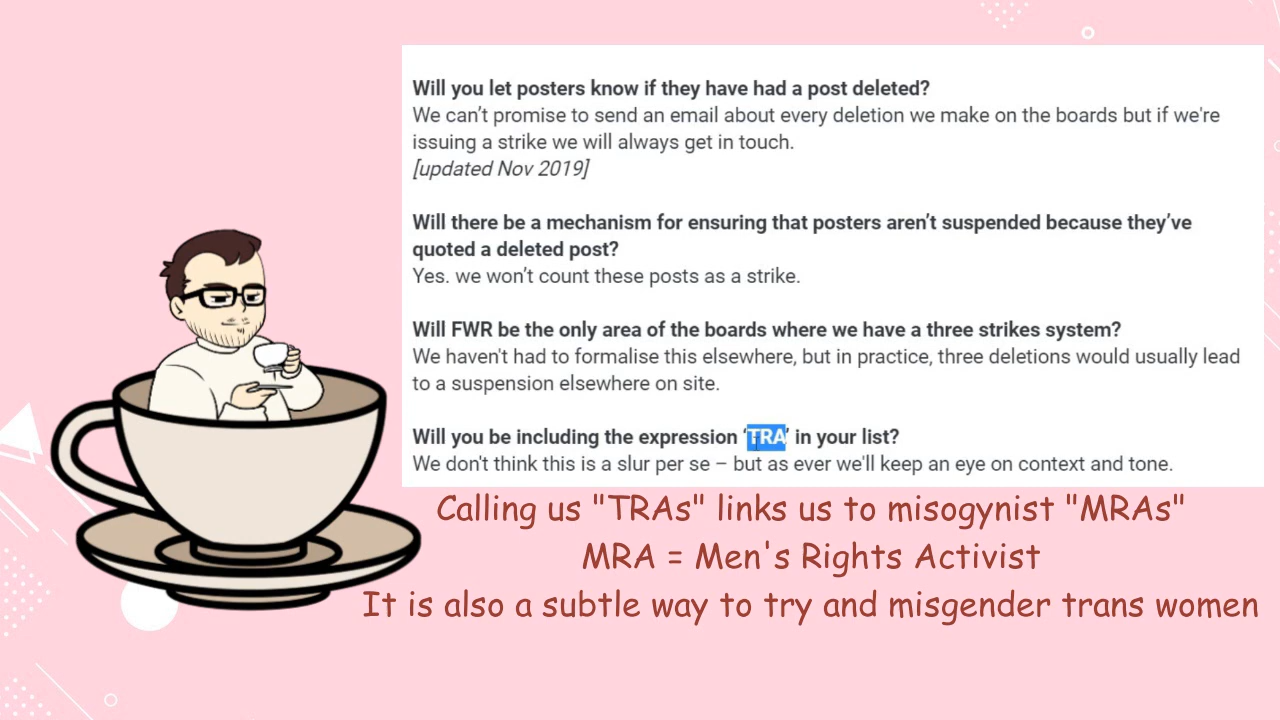 Will you let posters know if they have had a post deleted?
We can’t promise to send an email about every deletion we make on the boards but if we're
issuing a strike we will always get in touch.
[updated Nov 2019]
Will there be a mechanism for ensuring that posters aren’t suspended because they’ve
quoted a deleted post?
Yes. we won’t count these posts as a strike.
Will FWR be the only area of the boards where we have a three strikes system?
We haven't had to formalise this elsewhere, but in practice, three deletions would usually lead
to a suspension elsewhere on site.
Will you be including the expression ‘TRA’ in your list?
We don't think this is a slur per se – but as ever we'll keep an eye on context and tone.
Calling us "TRAs" links us to misogynist "MRAs"
MRA = Men's Rights Activist
It is also a subtle way to try and misgender trans women